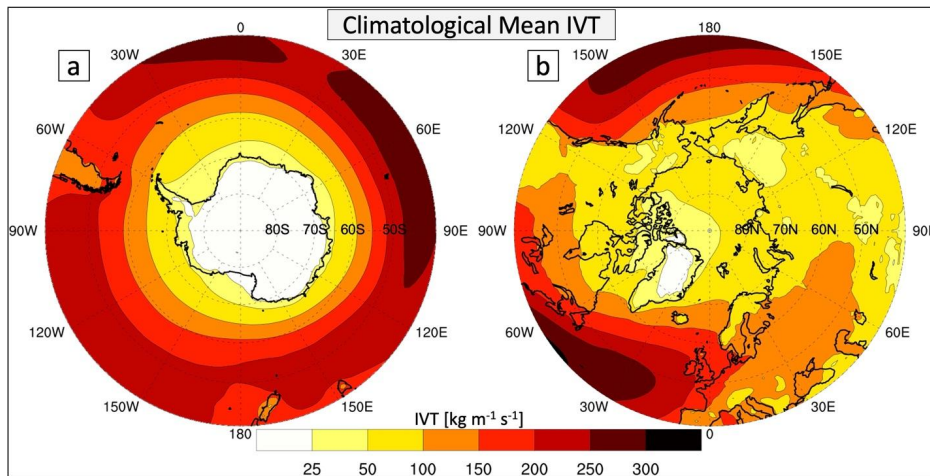 Climatological Mean IVT
a
0
30W
30E
60W
60E
90W
80S 70S 60S 50S
90E
120W
120E
150W
150E
180
b
180
150W
150E
120W
120E
90W
80N 70N 60N 50N
90E
60W
60E
30W
30E
0
IVT [kg m⁻¹ s⁻¹]
25 50 100 150 200 250 300